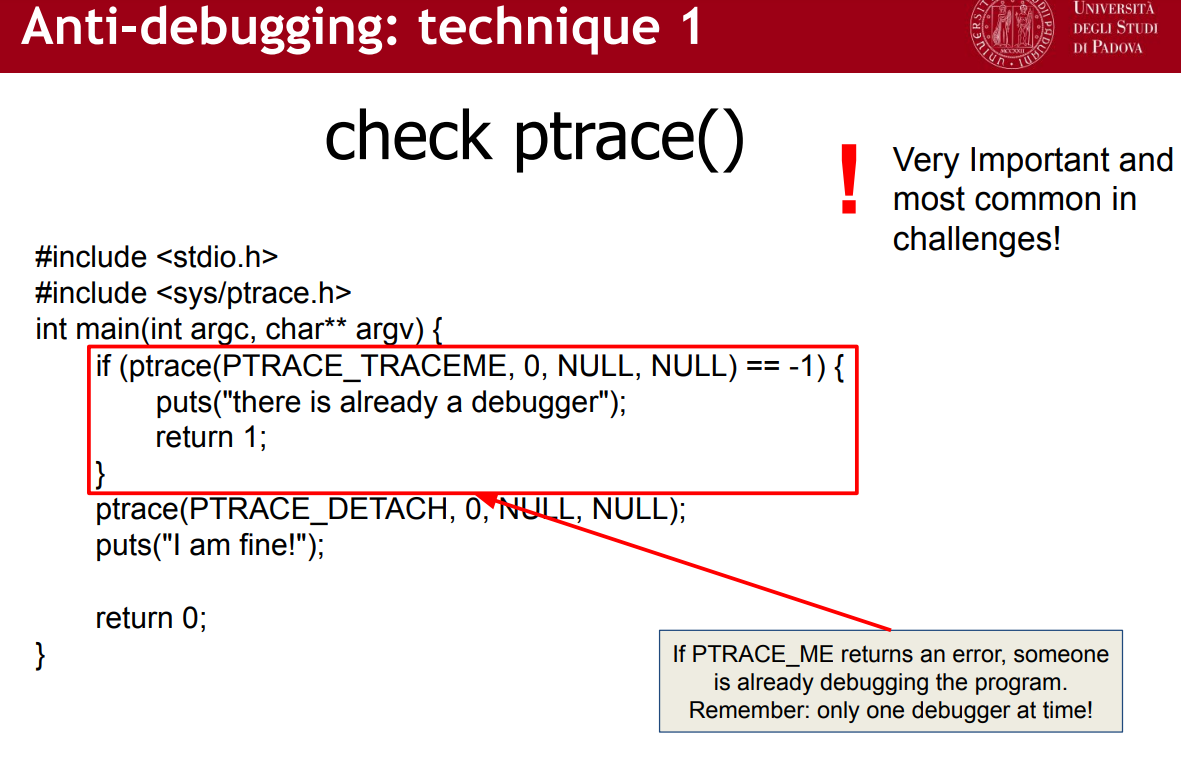 Anti-debugging: technique 1
UNIVERSITÀ
DEGLI STUDI
DI PADOVA
check ptrace()
! Very Important and
most common in
challenges!
#include <stdio.h>
#include <sys/ptrace.h>
int main(int argc, char** argv) {
if (ptrace(PTRACE_TRACEME, 0, NULL, NULL) == -1) {
puts("there is already a debugger");
return 1;
}
ptrace(PTRACE_DETACH, 0, NULL, NULL);
puts("I am fine!");
return 0;
}
If PTRACE_ME returns an error, someone
is already debugging the program.
Remember: only one debugger at time!